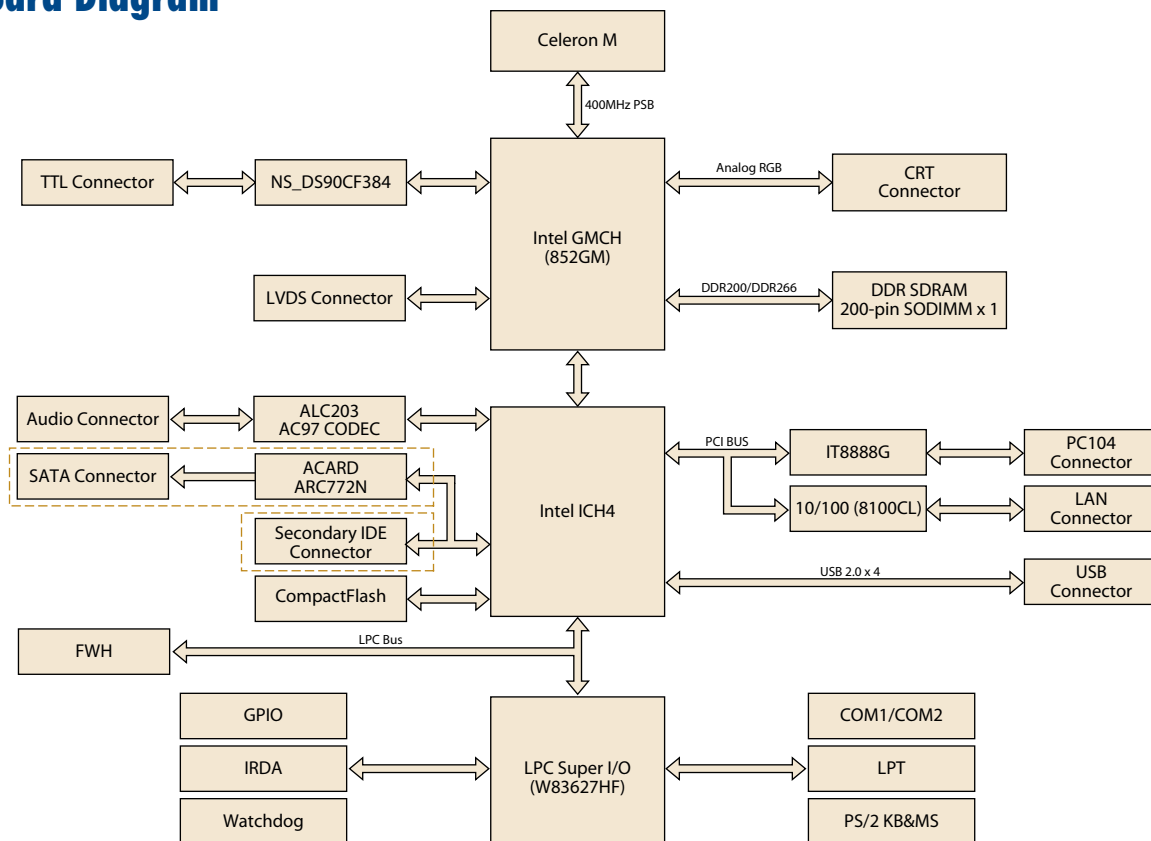 Board Diagram
Celeron M
400MHz PSB
TTL Connector
NS_DS90CF384
Analog RGB
CRT
Connector
Intel GMCH
(852GM)
LVDS Connector
DDR200/DDR266
DDR SDRAM
200-pin SODIMM x 1
Audio Connector
ALC203
AC97 CODEC
PCI BUS
IT8888G
PC104
Connector
SATA Connector
ACARD
ARC772N
Intel ICH4
10/100 (8100CL)
LAN
Connector
Secondary IDE
Connector
USB 2.0 x 4
USB
Connector
CompactFlash
FWH
LPC Bus
GPIO
COM1/COM2
IRDA
LPC Super I/O
(W83627HF)
LPT
Watchdog
PS/2 KB&MS